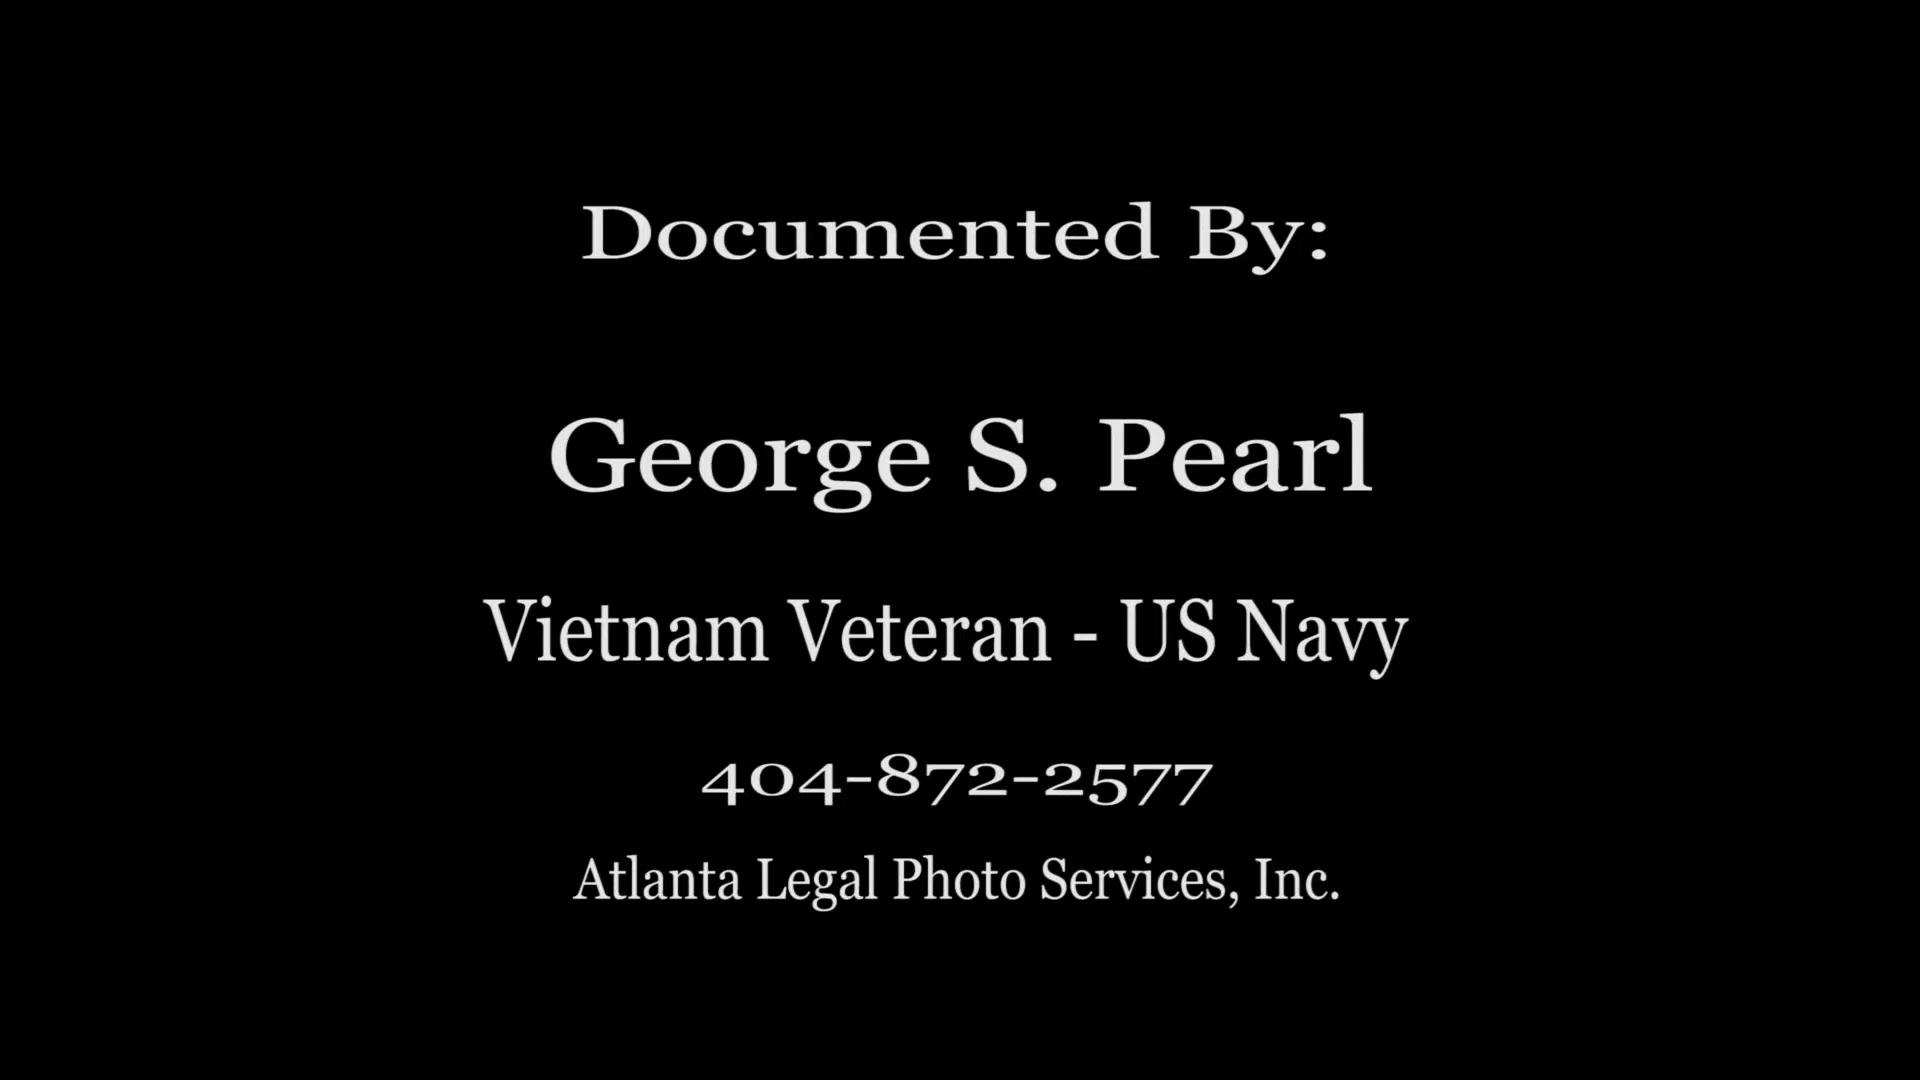 Documented By:
George S. Pearl
Vietnam Veteran - US Navy
404-872-2577
Atlanta Legal Photo Services, Inc.